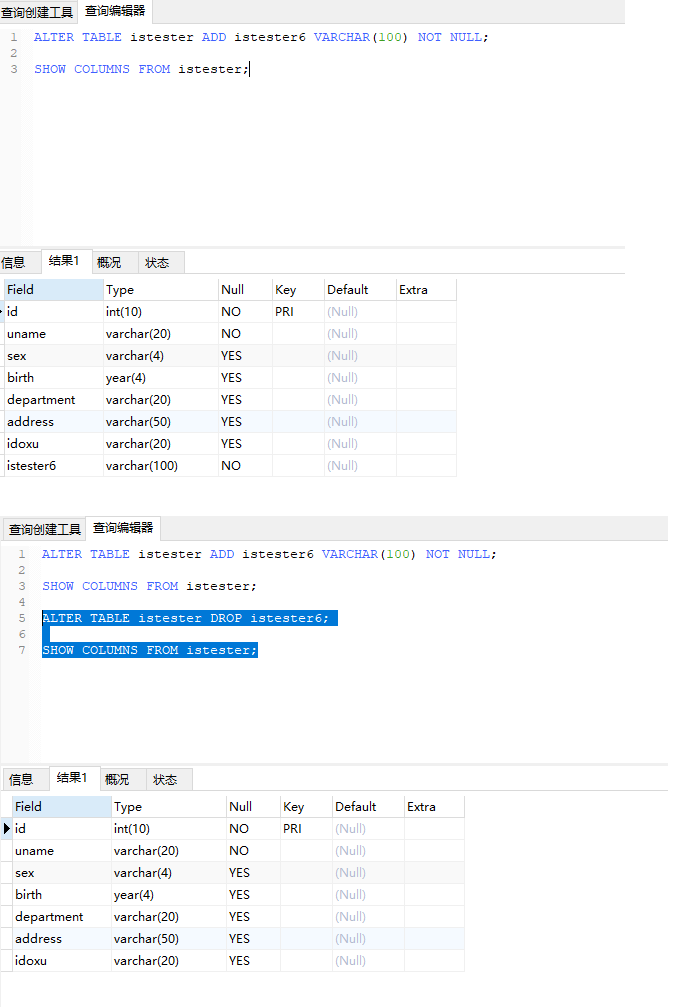 查询创建工具 查询编辑器
1 ALTER TABLE istester ADD istester6 VARCHAR(100) NOT NULL;
2
3 SHOW COLUMNS FROM istester;
信息 结果1 概况 状态
Field Type Null Key Default Extra
id int(10) NO PRI (Null)
uname varchar(20) NO (Null)
sex varchar(4) YES (Null)
birth year(4) YES (Null)
department varchar(20) YES (Null)
address varchar(50) YES (Null)
idoxu varchar(20) YES (Null)
istester6 varchar(100) NO (Null)
查询创建工具 查询编辑器
1 ALTER TABLE istester ADD istester6 VARCHAR(100) NOT NULL;
2
3 SHOW COLUMNS FROM istester;
4
5 ALTER TABLE istester DROP istester6;
6
7 SHOW COLUMNS FROM istester;
信息 结果1 概况 状态
Field Type Null Key Default Extra
id int(10) NO PRI (Null)
uname varchar(20) NO (Null)
sex varchar(4) YES (Null)
birth year(4) YES (Null)
department varchar(20) YES (Null)
address varchar(50) YES (Null)
idoxu varchar(20) YES (Null)